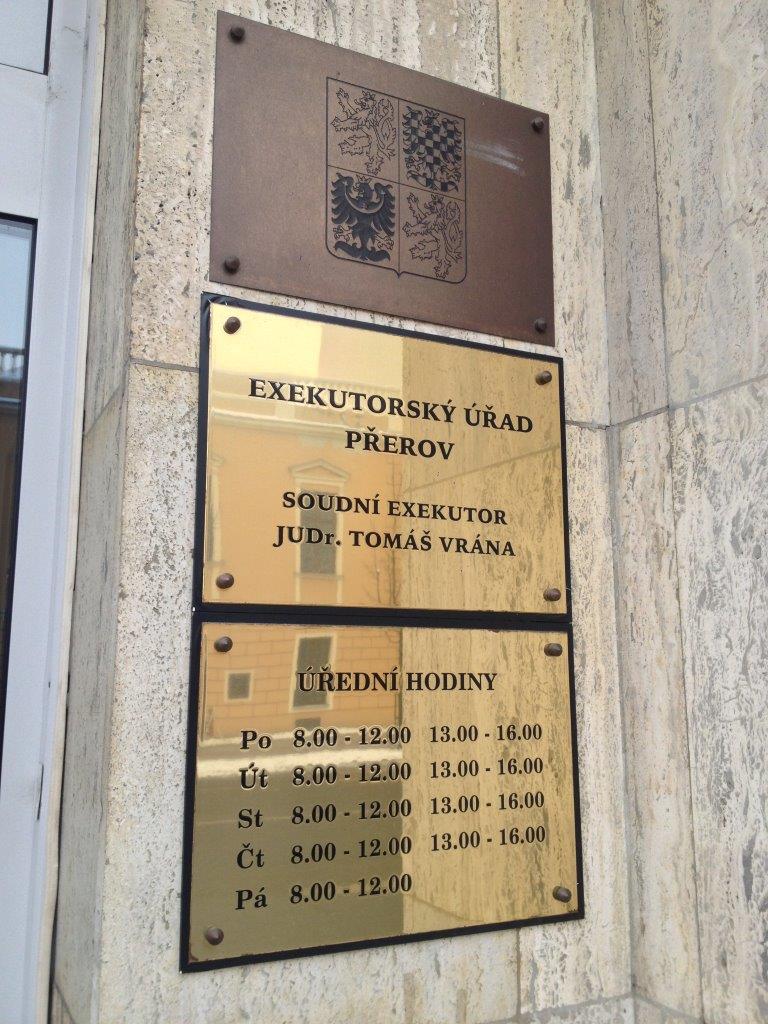 EXEKUTORSKÝ ÚŘAD
PŘEROV
SOUDNÍ EXEKUTOR
JUDr. TOMÁŠ VRÁNA
ÚŘEDNÍ HODINY
Po 8.00 - 12.00 13.00 - 16.00
Út 8.00 - 12.00 13.00 - 16.00
St 8.00 - 12.00 13.00 - 16.00
Čt 8.00 - 12.00 13.00 - 16.00
Pá 8.00 - 12.00